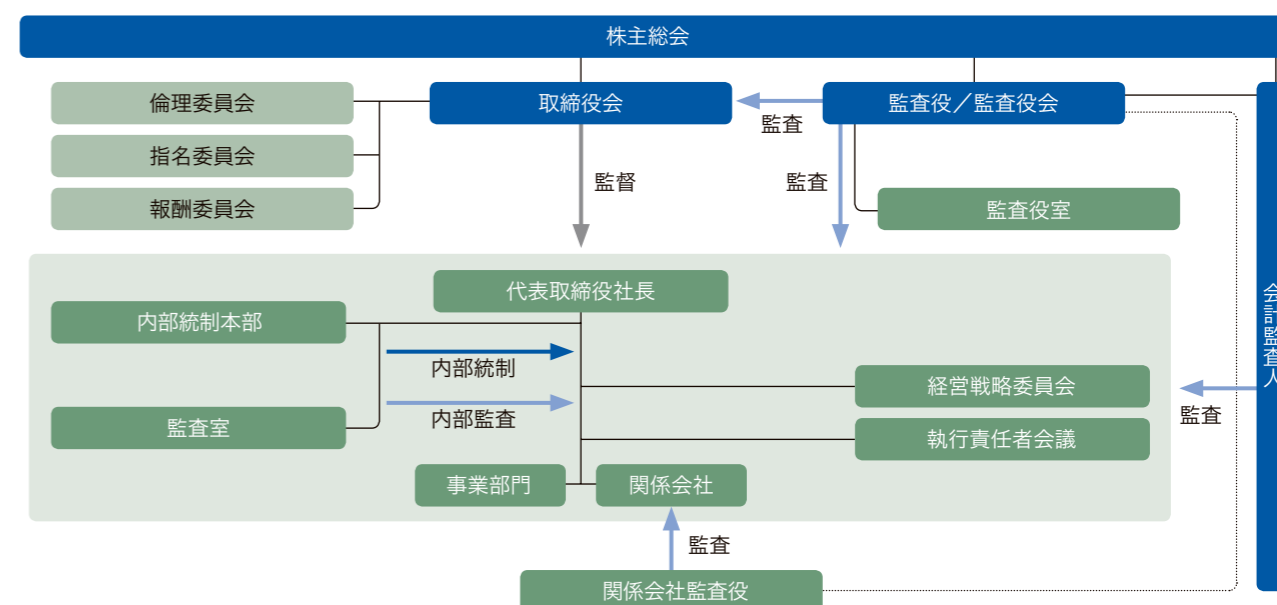 株主総会
倫理委員会
取締役会
監査役／監査役会
監査
指名委員会
監督
監査
報酬委員会
監査役室
代表取締役社長
内部統制本部
内部統制
経営戦略委員会
会計監査人
監査
内部監査
監査室
執行責任者会議
事業部門
関係会社
監査
関係会社監査役